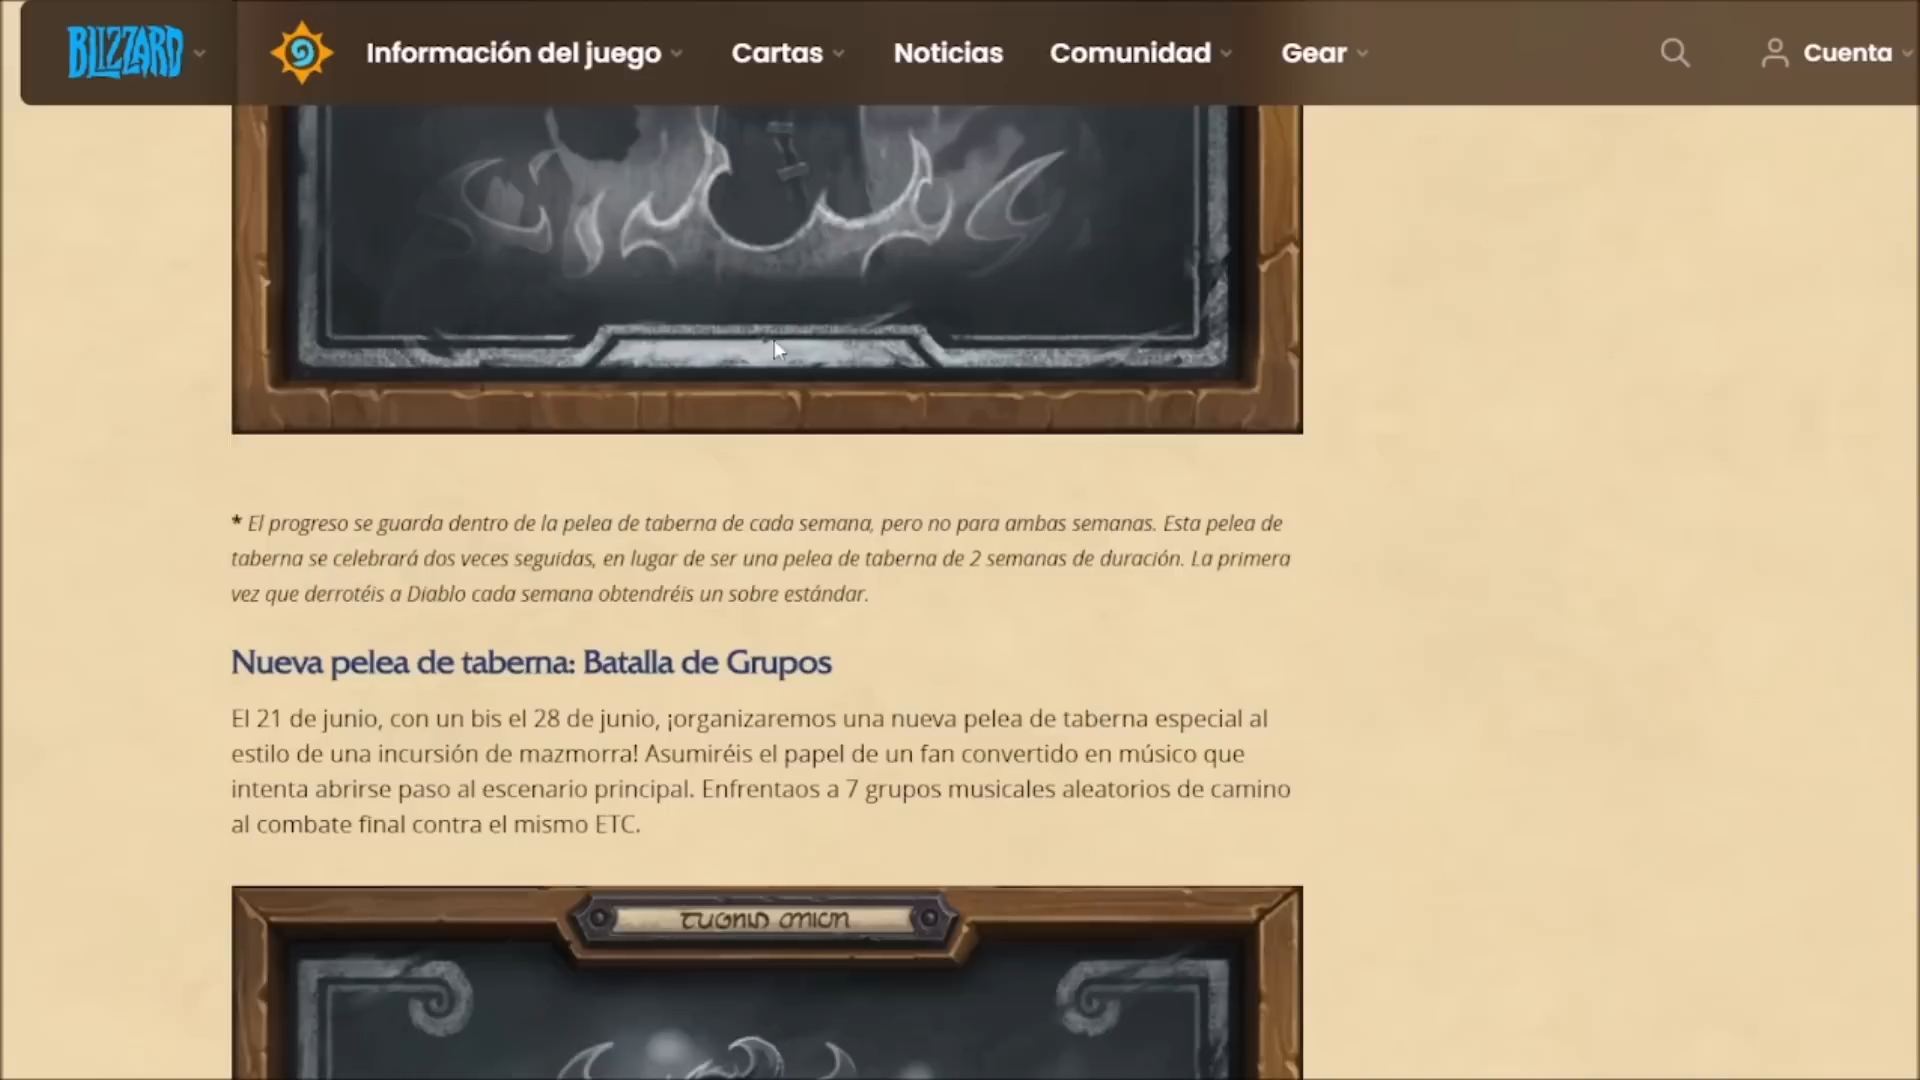 BLIZZARD Información del juego Cartas Noticias Comunidad Gear Cuenta
* El progreso se guarda dentro de la pelea de taberna de cada semana, pero no para ambas semanas. Esta pelea de
taberna se celebrará dos veces seguidas, en lugar de ser una pelea de taberna de 2 semanas de duración. La primera
vez que derrotéis a Diablo cada semana obtendréis un sobre estándar.
Nueva pelea de taberna: Batalla de Grupos
El 21 de junio, con un bis el 28 de junio, ¡organizaremos una nueva pelea de taberna especial al
estilo de una incursión de mazmorra! Asumiréis el papel de un fan convertido en músico que
intenta abrirse paso al escenario principal. Enfrentaos a 7 grupos musicales aleatorios de camino
al combate final contra el mismo ETC.